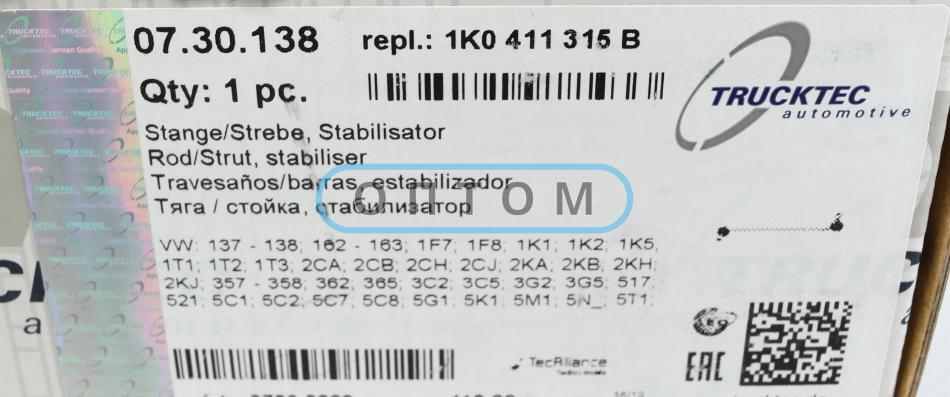 07.30.138 repl.: 1K0 411 315 B
Qty: 1 pc.
TRUCKTEC
automotive
Stange/Strebe, Stabilisator
Rod/Strut, stabiliser
Travesaños/barras, estabilizador
Тяга / стойка, стабилизатор
ОПТОМ
VW: 137 - 138; 162 - 163; 1F7; 1F8; 1K1; 1K2; 1K5;
1T1; 1T2; 1T3; 2CA; 2CB; 2CH; 2CJ; 2KA; 2KB; 2KH;
2KJ; 357 - 358; 362; 365; 3C2; 3C5; 3G2; 3G5; 517;
521; 5C1; 5C2; 5C7; 5C8; 5G1; 5K1; 5M1; 5N_; 5T1;
TecAlliance
EAC